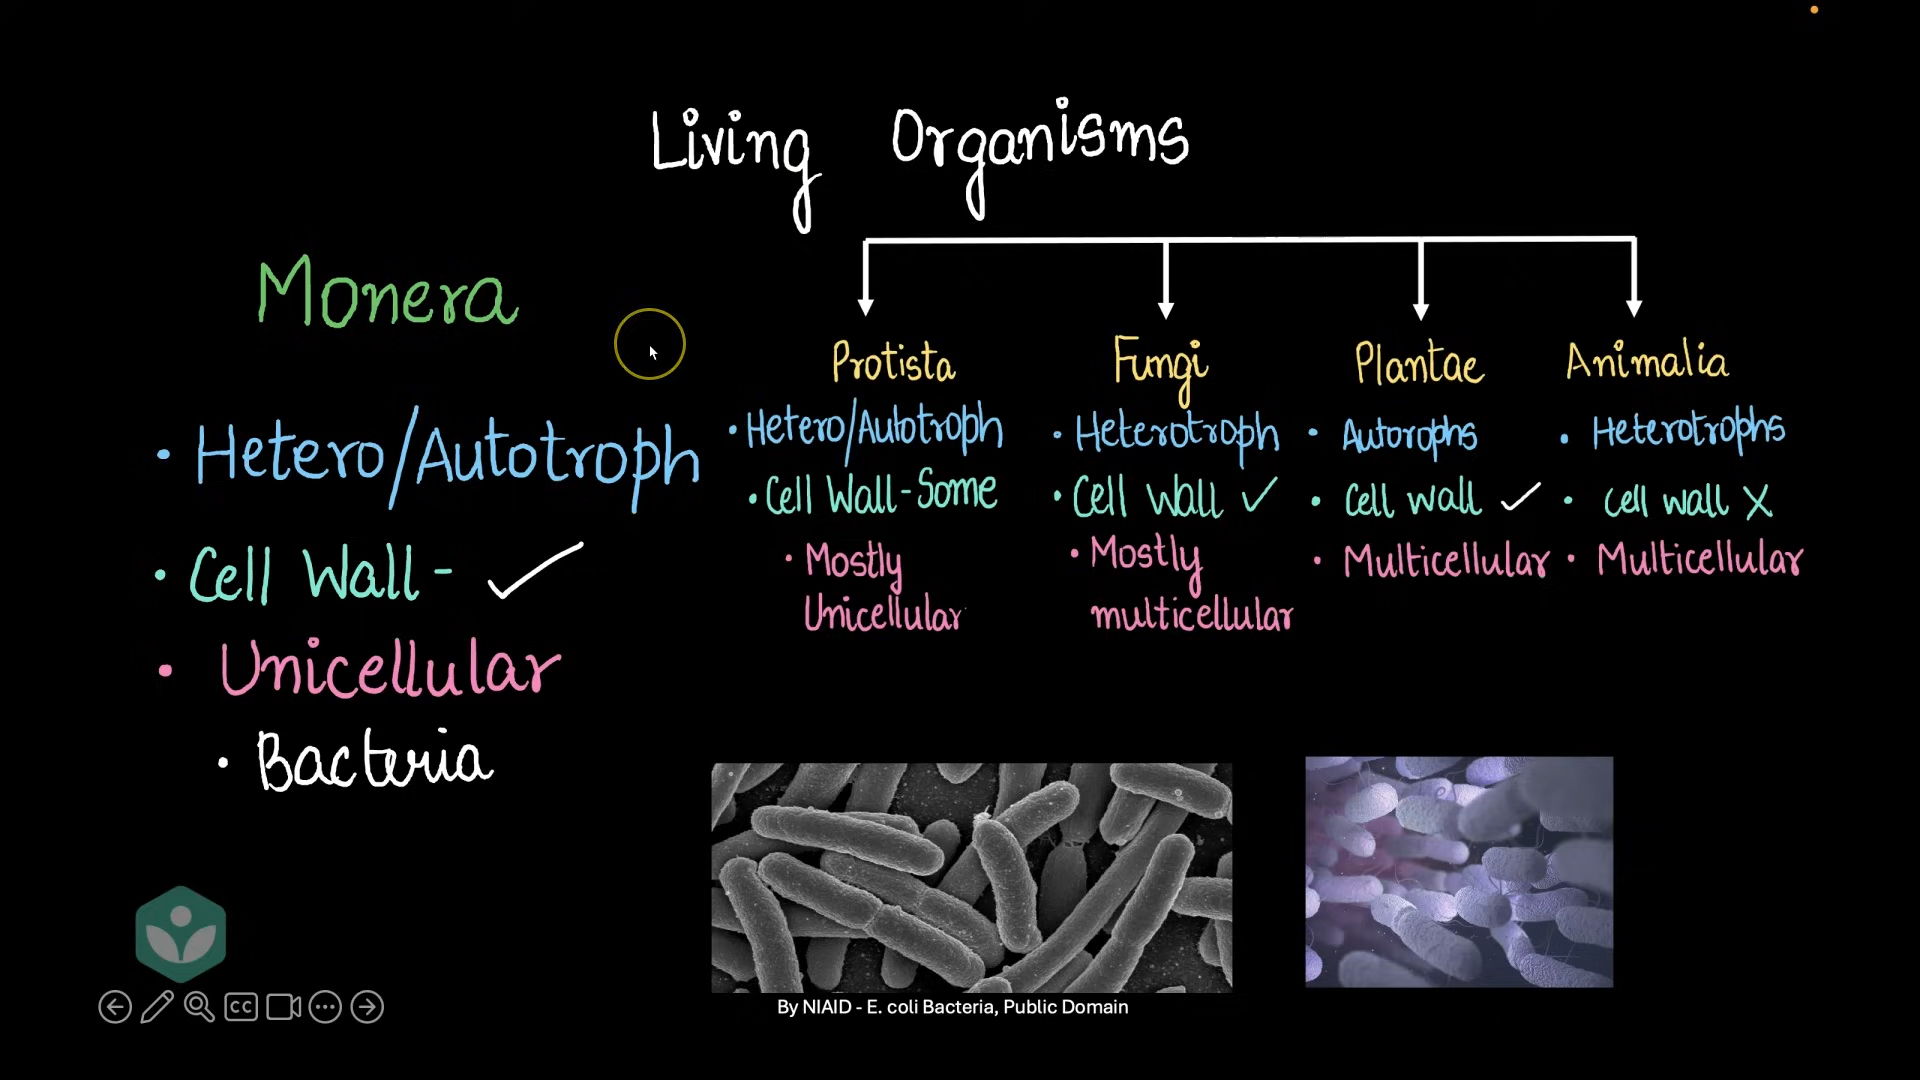 Living Organisms
Monera
• Hetero/Autotroph
• Cell Wall - ✓
• Unicellular
• Bacteria
Protista
• Hetero/Autotroph
• Cell Wall - Some
• Mostly
Unicellular
Fungi
• Heterotroph
• Cell Wall ✓
• Mostly
multicellular
Plantae
• Autorophs
• Cell wall ✓
• Multicellular
Animalia
• Heterotrophs
• Cell wall X
• Multicellular
By NIAID - E. coli Bacteria, Public Domain
CC